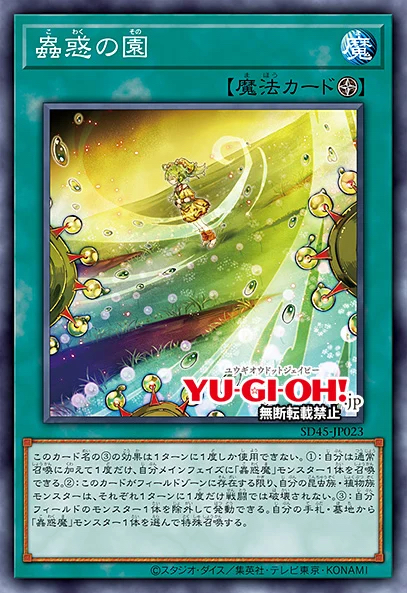 こ わく その
蟲惑の園
魔
ま ほう
【魔法カード】
ユウギオウドットジェイピー
YU-GI-OH!.jp
無断転載禁止
SD45-JP023
このカード名の③の効果は1ターンに1度しか使用できない。①：自分は通常
召喚に加えて1度だけ、自分メインフェイズに「蟲惑魔」モンスター1体を召喚
できる。②：このカードがフィールドゾーンに存在する限り、自分の昆虫族・植物族
モンスターは、それぞれ1ターンに1度だけ戦闘では破壊されない。③：自分
フィールドのモンスター1体を除外して発動できる。自分の手札・墓地から
「蟲惑魔」モンスター1体を選んで特殊召喚する。
©スタジオ・ダイス／集英社・テレビ東京・KONAMI